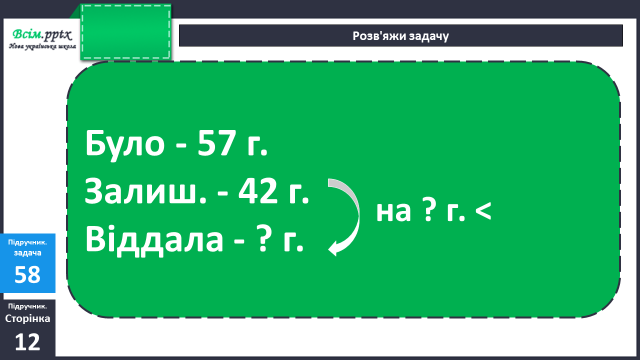 Всім.pptx
Нова українська школа
Розв'яжи задачу
Було - 57 г.
Залиш. - 42 г.
Віддала - ? г.
на ? г. <
Підручник.
задача
58
Підручник.
Сторінка
12